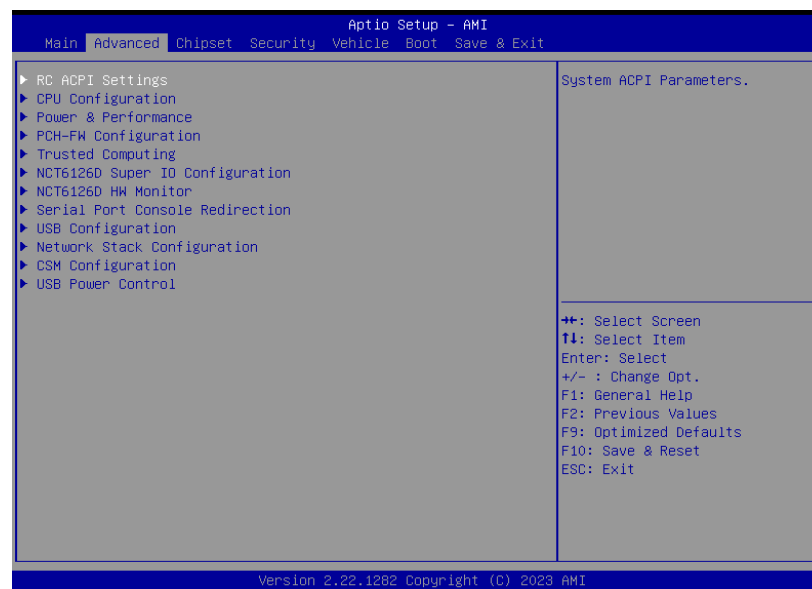 Aptio Setup – AMI
Main Advanced Chipset Security Vehicle Boot Save & Exit
RC ACPI Settings
CPU Configuration
Power & Performance
PCH-FW Configuration
Trusted Computing
NCT6126D Super IO Configuration
NCT6126D HW Monitor
Serial Port Console Redirection
USB Configuration
Network Stack Configuration
CSM Configuration
USB Power Control
System ACPI Parameters.
→←: Select Screen
↑↓: Select Item
Enter: Select
+/- : Change Opt.
F1: General Help
F2: Previous Values
F9: Optimized Defaults
F10: Save & Reset
ESC: Exit
Version 2.22.1282 Copyright (C) 2023 AMI